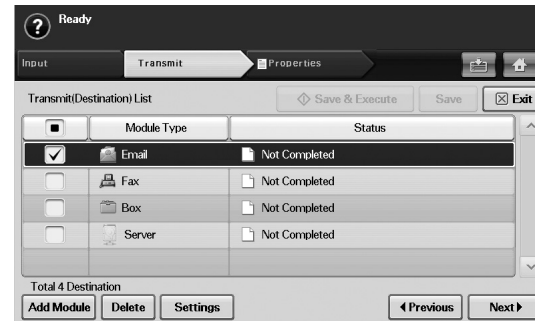 ? Ready
Input Transmit Properties
Transmit(Destination) List Save & Execute Save Exit
Module Type Status
Email Not Completed
Fax Not Completed
Box Not Completed
Server Not Completed
Total 4 Destination
Add Module Delete Settings Previous Next